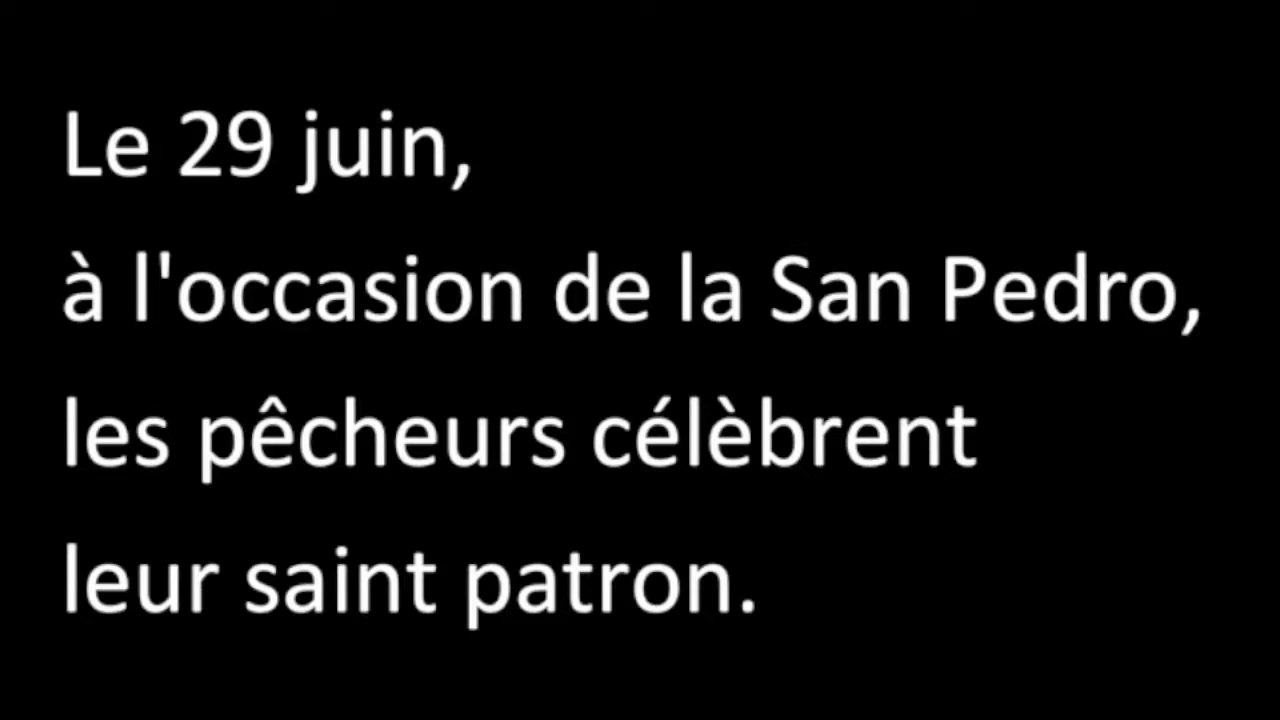 Le 29 juin,
à l'occasion de la San Pedro,
les pêcheurs célèbrent
leur saint patron.